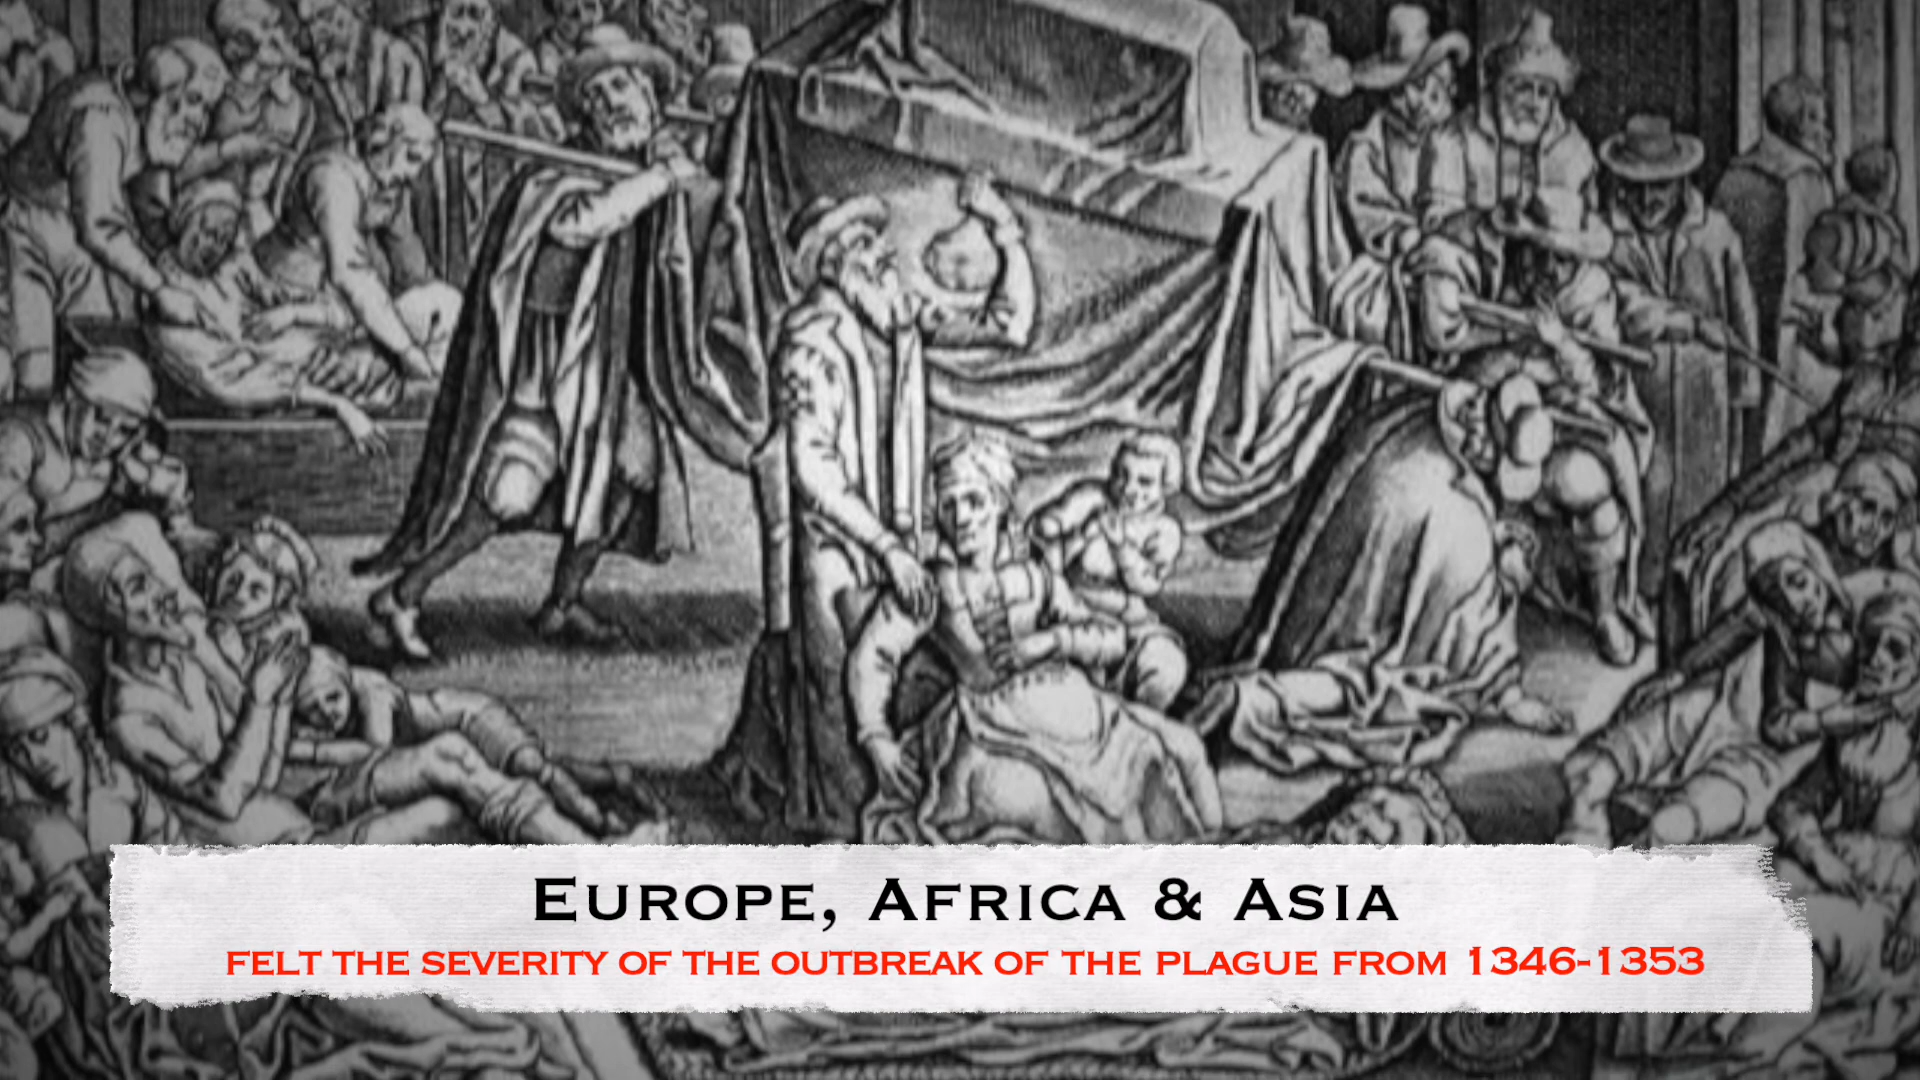 Europe, Africa & Asia
FELT THE SEVERITY OF THE OUTBREAK OF THE PLAGUE FROM 1346-1353